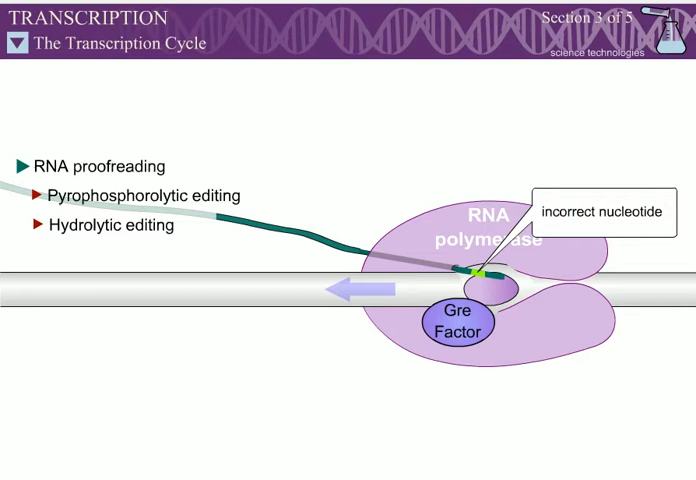 TRANSCRIPTION
Section 3 of 5
The Transcription Cycle
science technologies
RNA proofreading
Pyrophosphorolytic editing
Hydrolytic editing
RNA
polymerase
incorrect nucleotide
Gre
Factor